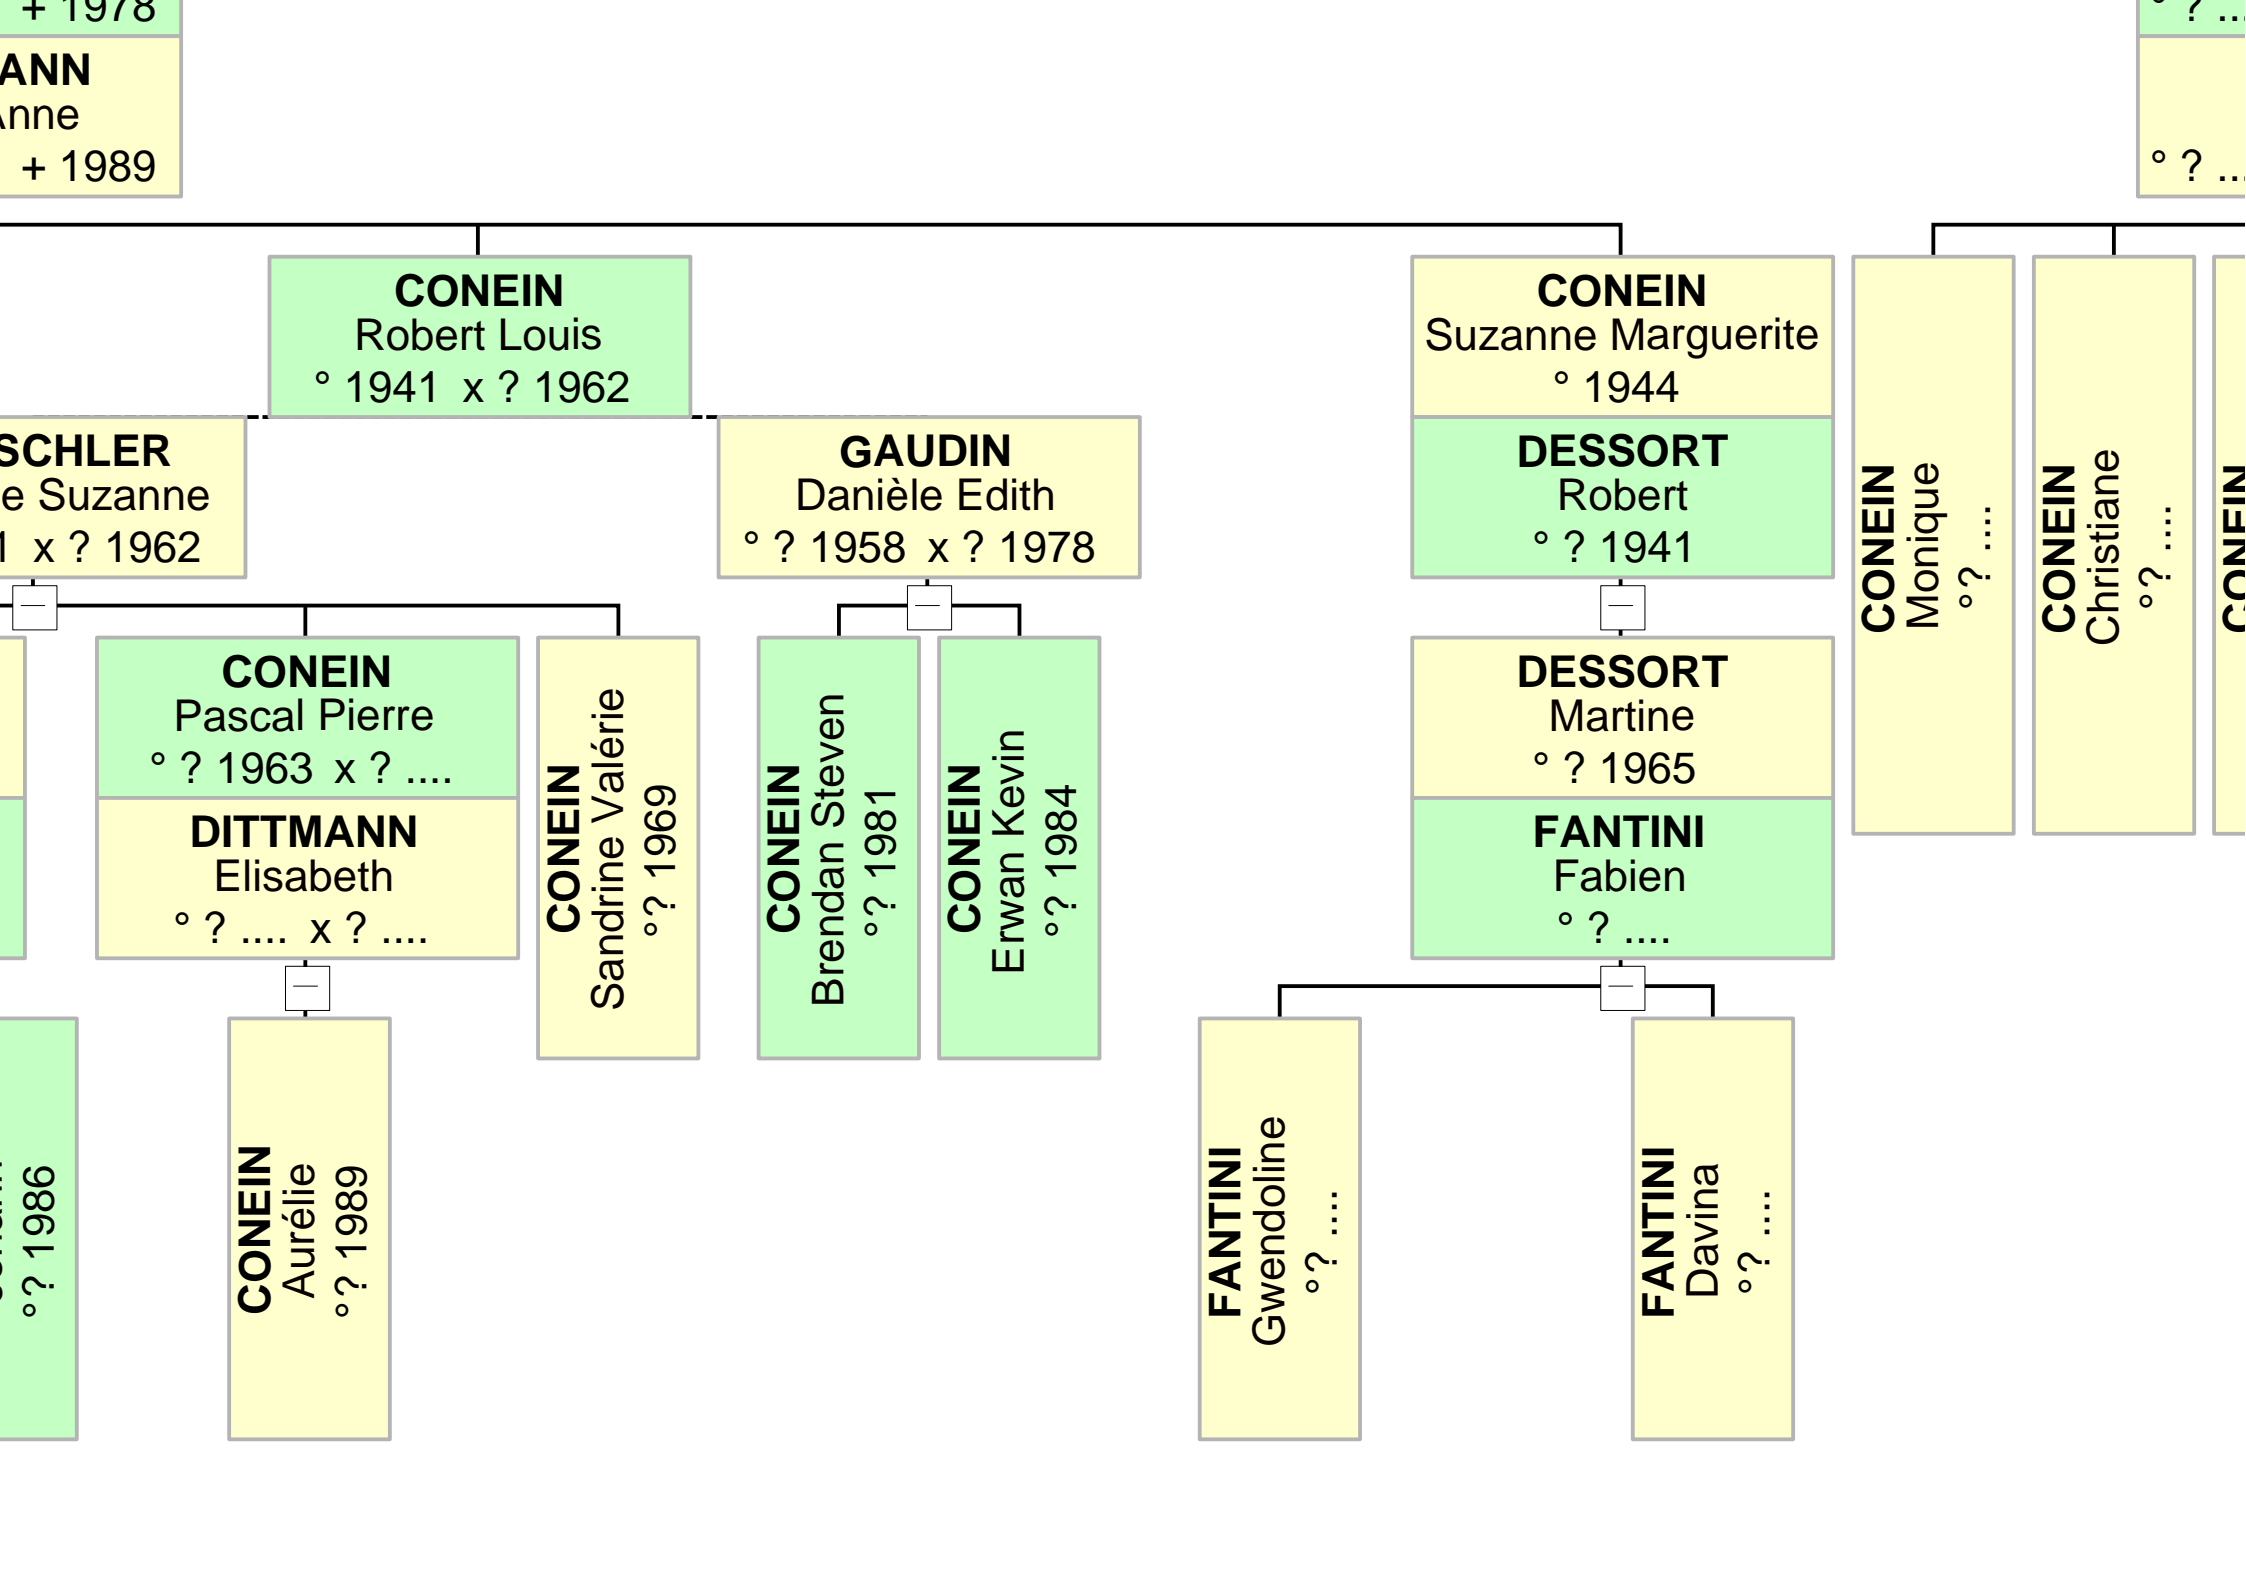 + 1978
° ? ...
ANN
Anne
+ 1989
° ? ...
CONEIN
Robert Louis
° 1941 x ? 1962
CONEIN
Suzanne Marguerite
° 1944
SCHLER
e Suzanne
1 x ? 1962
GAUDIN
Danièle Edith
° ? 1958 x ? 1978
DESSORT
Robert
° ? 1941
CONEIN
Monique
° ? ....
CONEIN
Christiane
° ? ....
CONEIN
CONEIN
Pascal Pierre
° ? 1963 x ? ....
DITTMANN
Elisabeth
° ? .... x ? ....
CONEIN
Sandrine Valérie
° ? 1969
CONEIN
Brendan Steven
° ? 1981
CONEIN
Erwan Kevin
° ? 1984
DESSORT
Martine
° ? 1965
FANTINI
Fabien
° ? ....
° ? 1986
CONEIN
Aurélie
° ? 1989
FANTINI
Gwendoline
° ? ....
FANTINI
Davina
° ? ....